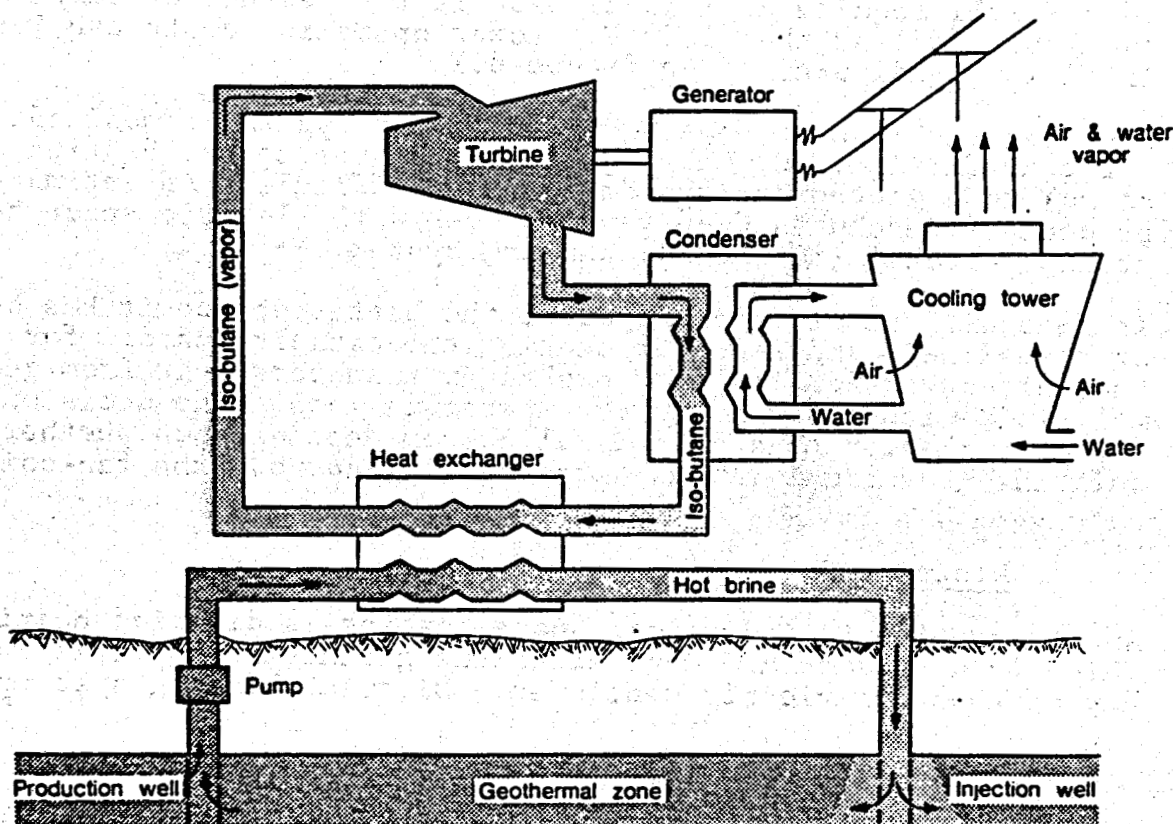 Generator
Air & water
vapor
Turbine
Condenser
Iso-butane (vapor)
Cooling tower
Air
Air
Water
Water
Iso-butane
Heat exchanger
Hot brine
Pump
Production well
Geothermal zone
Injection well